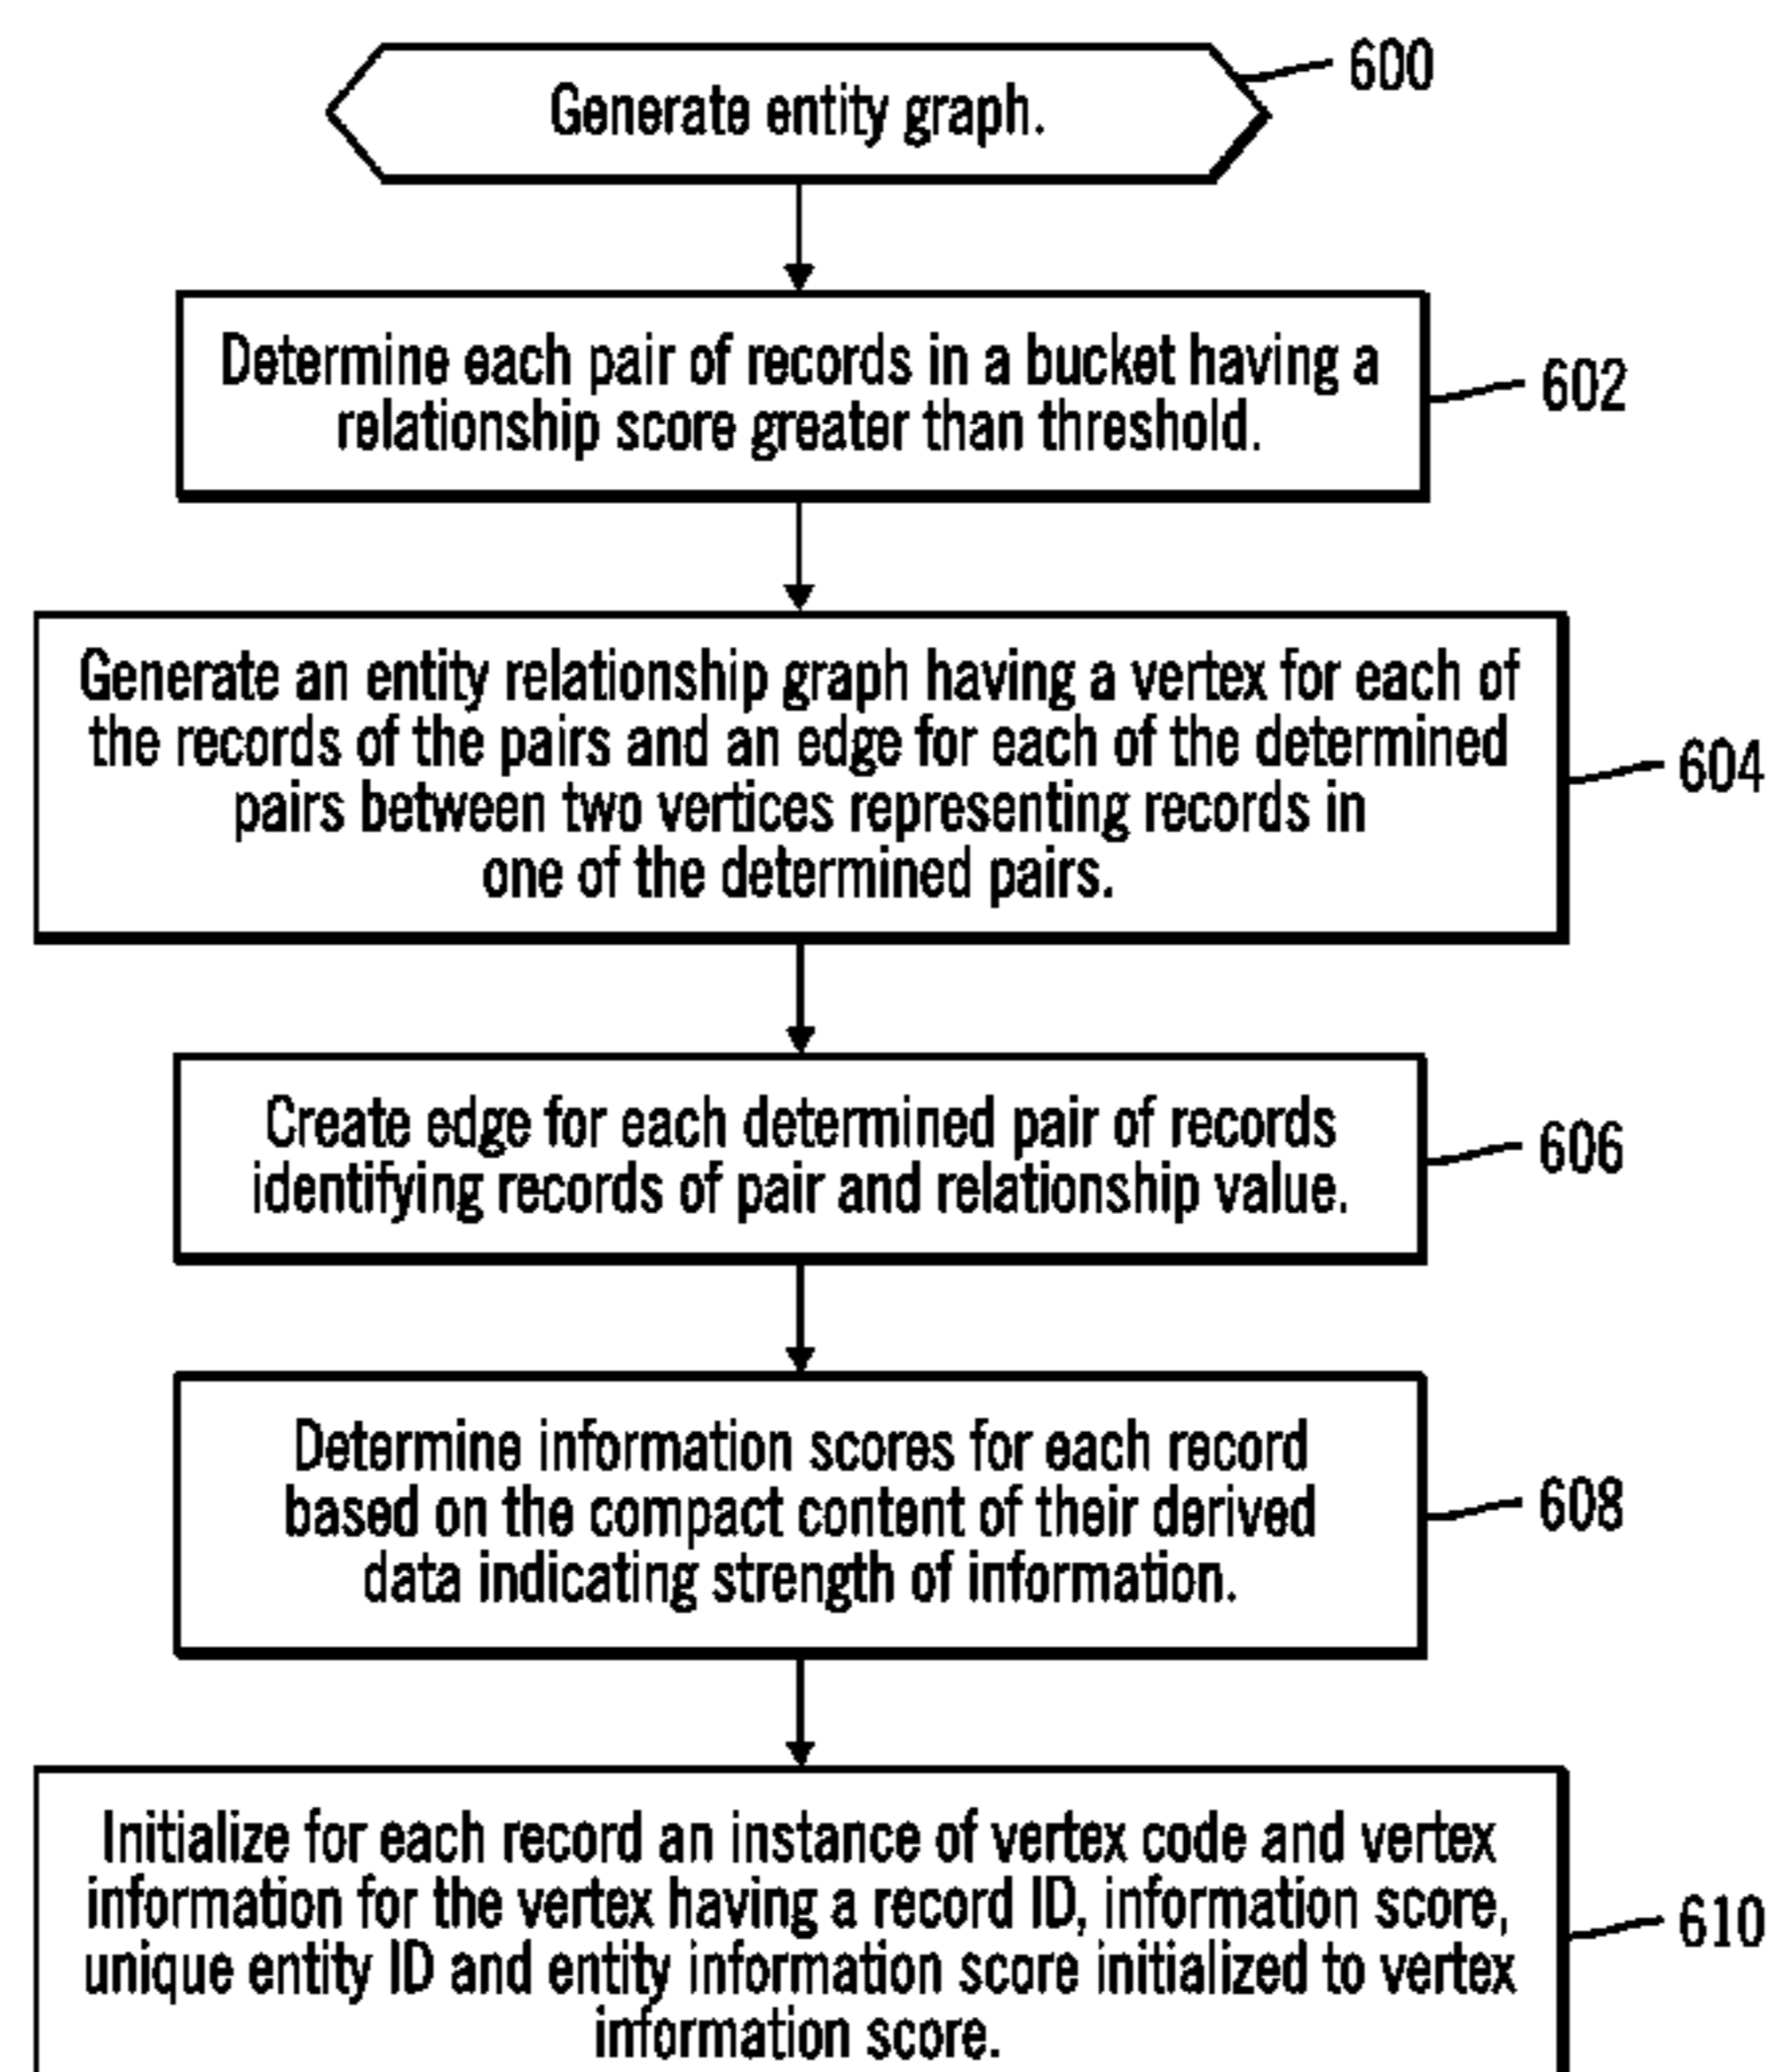 600
Generate entity graph.
Determine each pair of records in a bucket having a
relationship score greater than threshold.
602
Generate an entity relationship graph having a vertex for each of
the records of the pairs and an edge for each of the determined
pairs between two vertices representing records in
one of the determined pairs.
604
Create edge for each determined pair of records
identifying records of pair and relationship value.
606
Determine information scores for each record
based on the compact content of their derived
data indicating strength of information.
608
Initialize for each record an instance of vertex code and vertex
information for the vertex having a record ID, information score,
unique entity ID and entity information score initialized to vertex
information score.
610